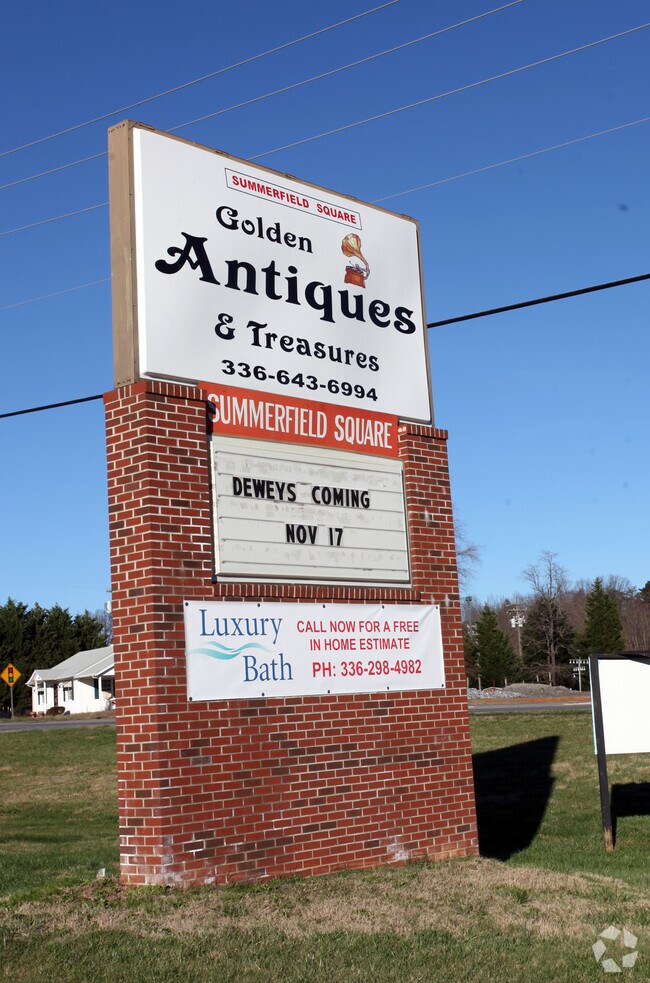 SUMMERFIELD SQUARE
Golden
Antiques
& Treasures
336-643-6994
SUMMERFIELD SQUARE
DEWEYS COMING
NOV 17
Luxury
Bath
CALL NOW FOR A FREE
IN HOME ESTIMATE
PH: 336-298-4982